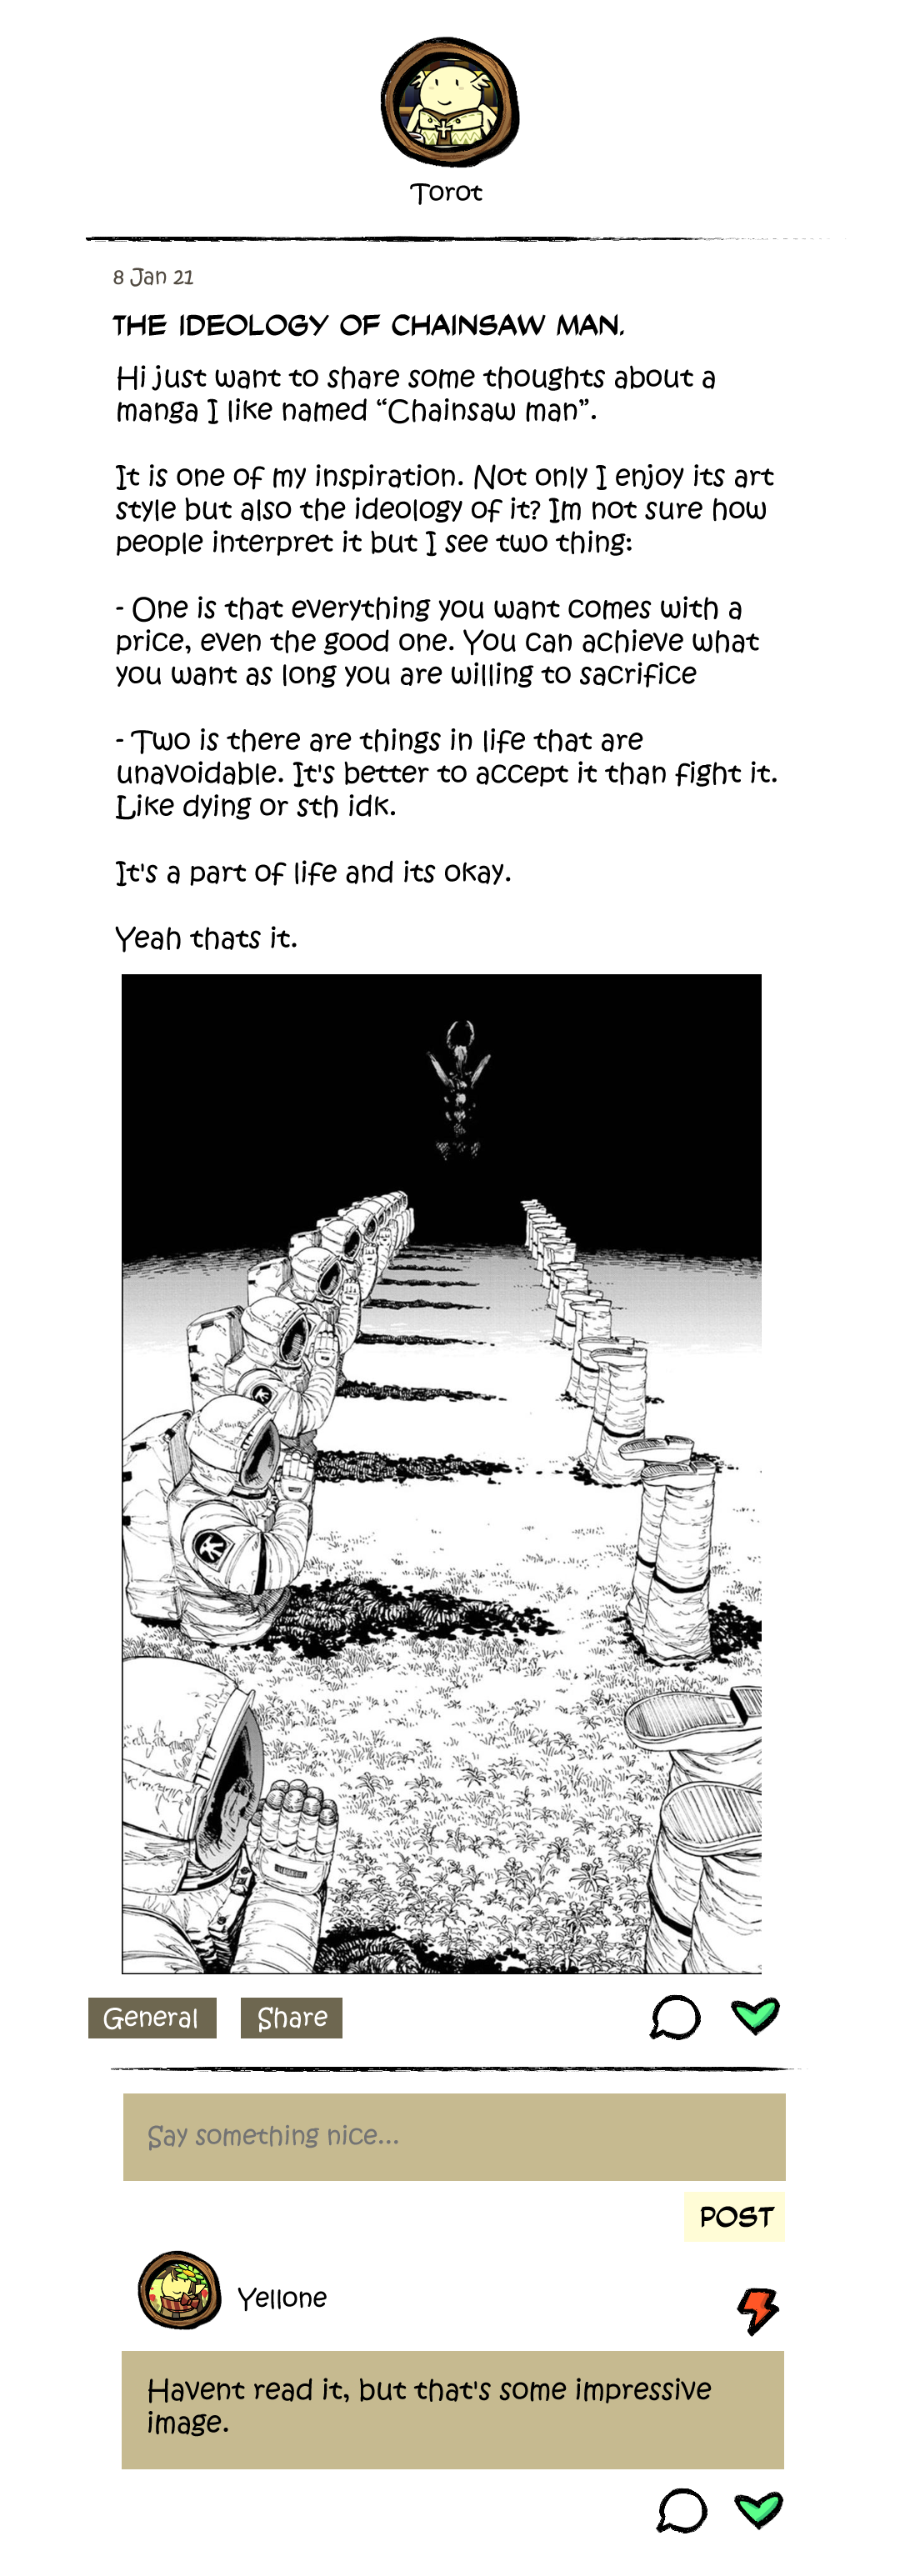 Torot
8 Jan 21
THE IDEOLOGY OF CHAINSAW MAN.
Hi just want to share some thoughts about a
manga I like named “Chainsaw man”.
It is one of my inspiration. Not only I enjoy its art
style but also the ideology of it? Im not sure how
people interpret it but I see two thing:
- One is that everything you want comes with a
price, even the good one. You can achieve what
you want as long you are willing to sacrifice
- Two is there are things in life that are
unavoidable. It's better to accept it than fight it.
Like dying or sth idk.
It's a part of life and its okay.
Yeah thats it.
General Share
Say something nice...
POST
Yellone
Havent read it, but that's some impressive
image.